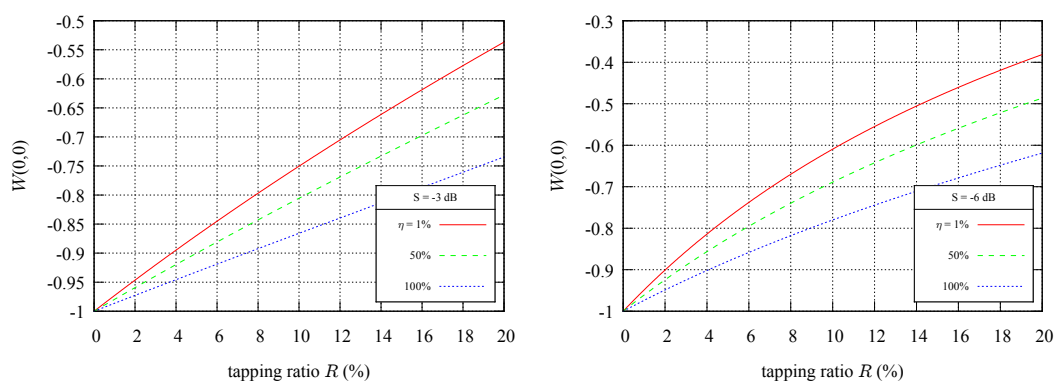 -0.5
-0.55
-0.6
-0.65
-0.7
-0.75
-0.8
-0.85
-0.9
-0.95
-1
W(0,0)
S = -3 dB
η = 1%
50%
100%
0 2 4 6 8 10 12 14 16 18 20
tapping ratio R (%)
-0.3
-0.4
-0.5
-0.6
-0.7
-0.8
-0.9
-1
W(0,0)
S = -6 dB
η = 1%
50%
100%
0 2 4 6 8 10 12 14 16 18 20
tapping ratio R (%)